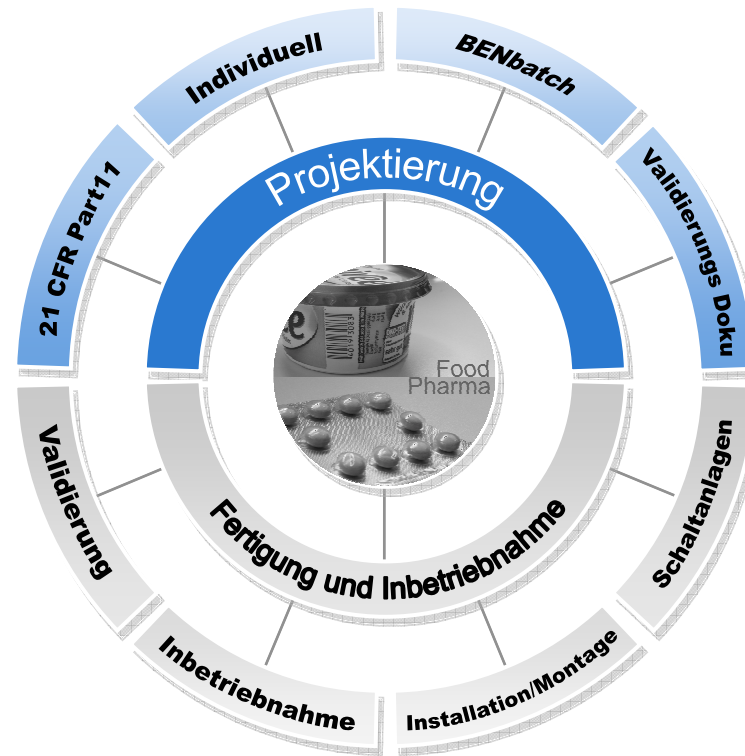 Individuell
BENbatch
21 CFR Part11
Validierungs Doku
Projektierung
Food
Pharma
Fertigung und Inbetriebnahme
Validierung
Schaltanlagen
Inbetriebnahme
Installation/Montage